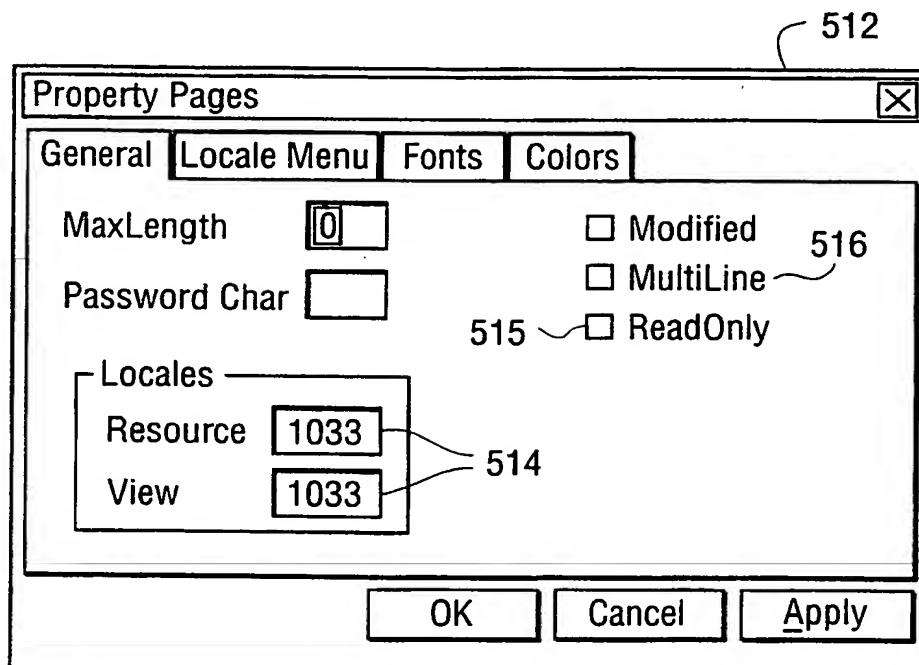 512
Property Pages
General Locale Menu Fonts Colors
MaxLength 0
Modified
516
MultiLine
Password Char
515
ReadOnly
Locales
Resource 1033
514
View 1033
OK Cancel Apply